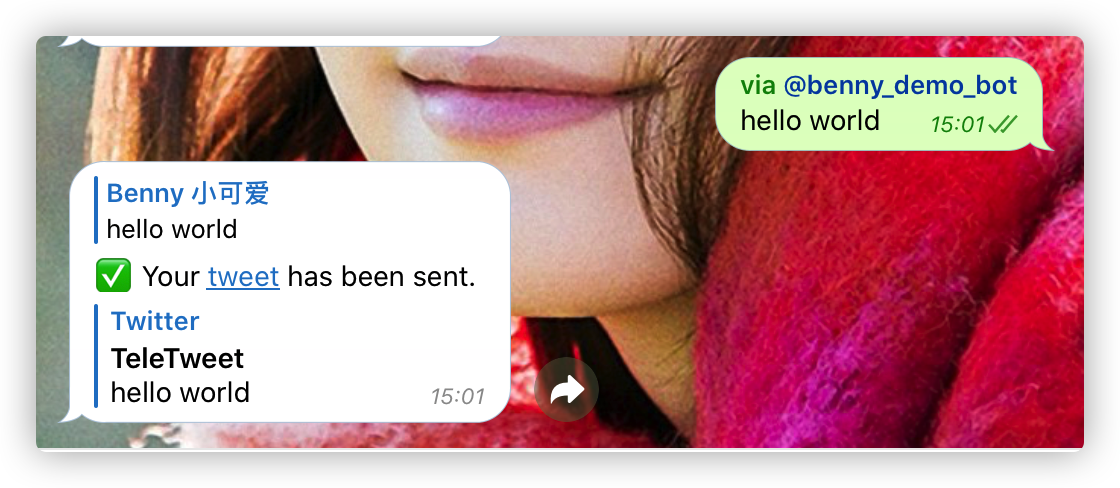 via @benny_demo_bot
hello world 15:01
Benny 小可爱
hello world
✅ Your tweet has been sent.
Twitter
TeleTweet
hello world 15:01